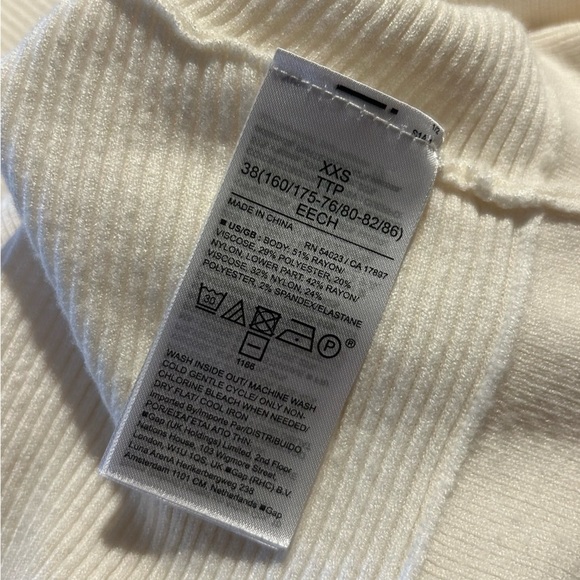 XXS
TTP
38(160/175-76/80-82/86)
EECH
MADE IN CHINA RN 54023 / CA 17897
■ US/GB : BODY: 51% RAYON/
VISCOSE, 29% POLYESTER, 20%
NYLON, LOWER PART: 42% RAYON/
VISCOSE, 32% NYLON, 24%
POLYESTER, 2% SPANDEX/ELASTANE
30
P
®
1166
WASH INSIDE OUT/ MACHINE WASH
COLD GENTLE CYCLE/ ONLY NON-
CHLORINE BLEACH WHEN NEEDED/
DRY FLAT/ COOL IRON
Imported By/Importe Par/DISTRIBUIDO
POR/ΕΙΣΑΓΕΤΑΙ ΑΠΟ ΤΗΝ
■Gap (UK Holdings) Limited, 2nd Floor,
Nations House, 103 Wigmore Street,
London, W1U 1QS, UK ■Gap (RHC) B.V.
Luna ArenA Herikerbergweg 238
Amsterdam 1101 CM, Netherlands ■Gap